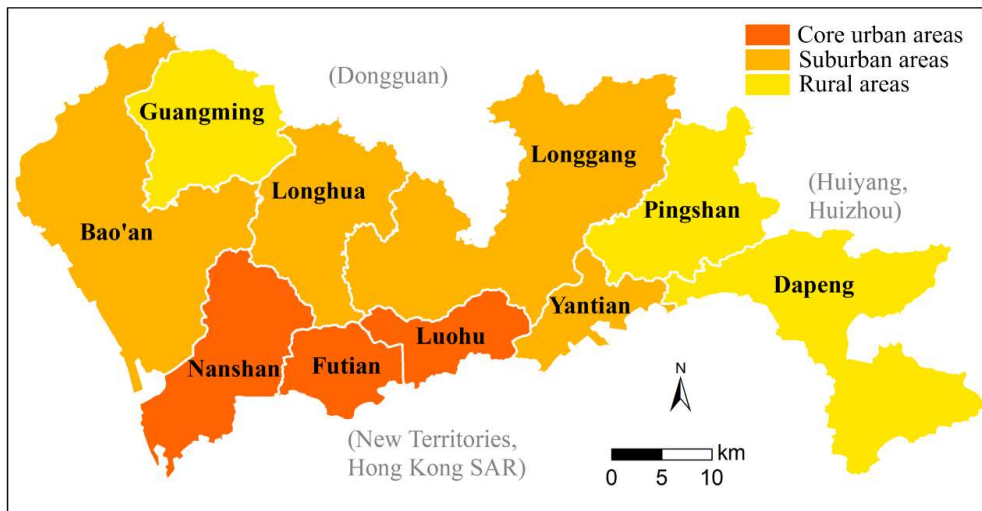 Core urban areas
Suburban areas
Rural areas
(Dongguan)
Guangming
Longgang
Longhua
(Huiyang,
Huizhou)
Pingshan
Bao'an
Dapeng
Yantian
Luohu
Nanshan
Futian
N
(New Territories,
Hong Kong SAR)
km
0 5 10